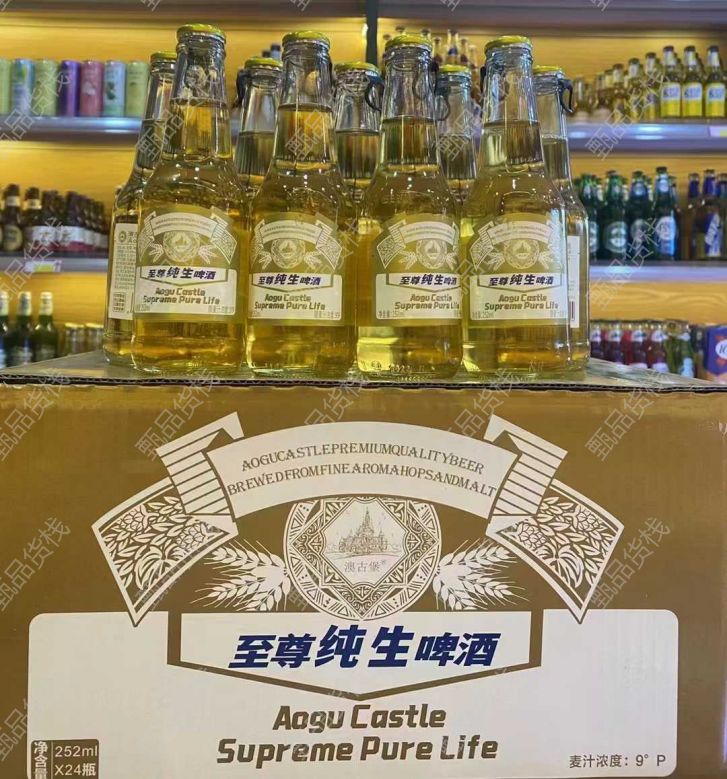 至尊纯生啤酒
Aogu Castle
Supreme Pure Life
至尊纯生啤酒
Aogu Castle
Supreme Pure Life
至尊纯生啤酒
Aogu Castle
Supreme Pure Life
252ml
至尊纯生啤酒
Aogu Castle
Supreme Pure Life
AOGUCASTLEPREMIUMQUALITYBEER
BREWEDFROMFINEAROMAHOPSANDMALT
澳古堡®
至尊纯生啤酒
Aogu Castle
Supreme Pure Life
净含量
252ml
X24瓶
麦汁浓度：9°P
甄品货栈